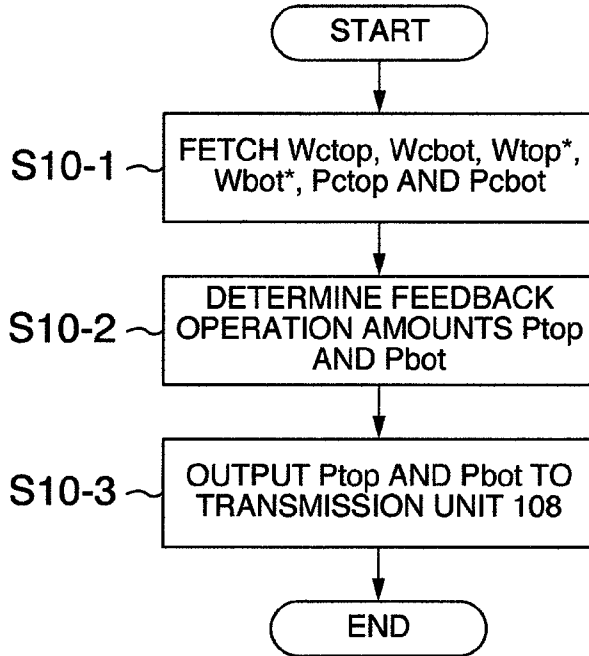 START
S10-1
FETCH Wctop, Wcbot, Wtop*,
Wbot*, Pctop AND Pcbot
S10-2
DETERMINE FEEDBACK
OPERATION AMOUNTS Ptop
AND Pbot
S10-3
OUTPUT Ptop AND Pbot TO
TRANSMISSION UNIT 108
END